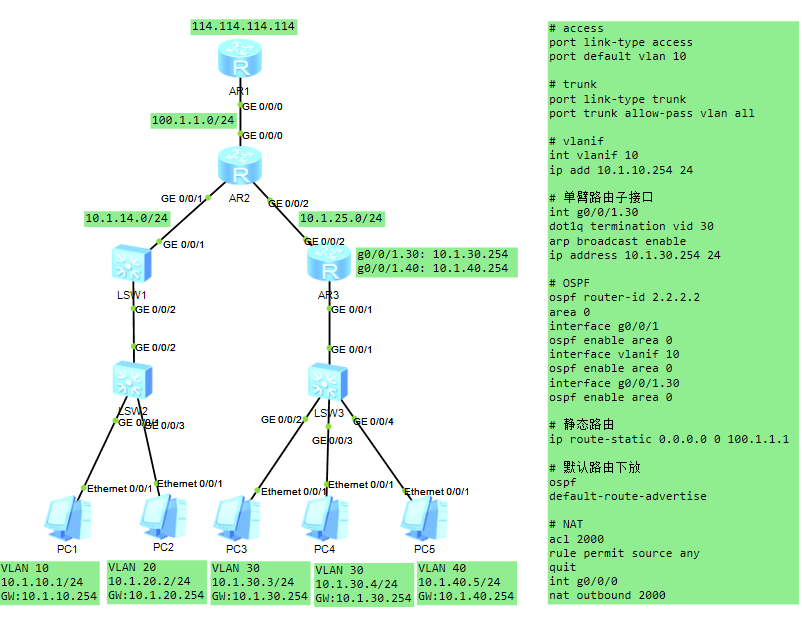 114.114.114.114
AR1
GE 0/0/0
100.1.1.0/24
GE 0/0/0
AR2
GE 0/0/1
GE 0/0/2
10.1.14.0/24
10.1.25.0/24
GE 0/0/1
GE 0/0/2
g0/0/1.30: 10.1.30.254
g0/0/1.40: 10.1.40.254
LSW1
AR3
GE 0/0/2
GE 0/0/1
GE 0/0/2
GE 0/0/1
LSW2
LSW3
GE 0/0/1
GE 0/0/3
GE 0/0/2
GE 0/0/3
GE 0/0/4
Ethernet 0/0/1
Ethernet 0/0/1
Ethernet 0/0/1
Ethernet 0/0/1
Ethernet 0/0/1
PC1
PC2
PC3
PC4
PC5
VLAN 10
10.1.10.1/24
GW:10.1.10.254
VLAN 20
10.1.20.2/24
GW:10.1.20.254
VLAN 30
10.1.30.3/24
GW:10.1.30.254
VLAN 30
10.1.30.4/24
GW:10.1.30.254
VLAN 40
10.1.40.5/24
GW:10.1.40.254
# access
port link-type access
port default vlan 10
# trunk
port link-type trunk
port trunk allow-pass vlan all
# vlanif
int vlanif 10
ip add 10.1.10.254 24
# 单臂路由子接口
int g0/0/1.30
dot1q termination vid 30
arp broadcast enable
ip address 10.1.30.254 24
# OSPF
ospf router-id 2.2.2.2
area 0
interface g0/0/1
ospf enable area 0
interface vlanif 10
ospf enable area 0
interface g0/0/1.30
ospf enable area 0
# 静态路由
ip route-static 0.0.0.0 0 100.1.1.1
# 默认路由下放
ospf
default-route-advertise
# NAT
acl 2000
rule permit source any
quit
int g0/0/0
nat outbound 2000